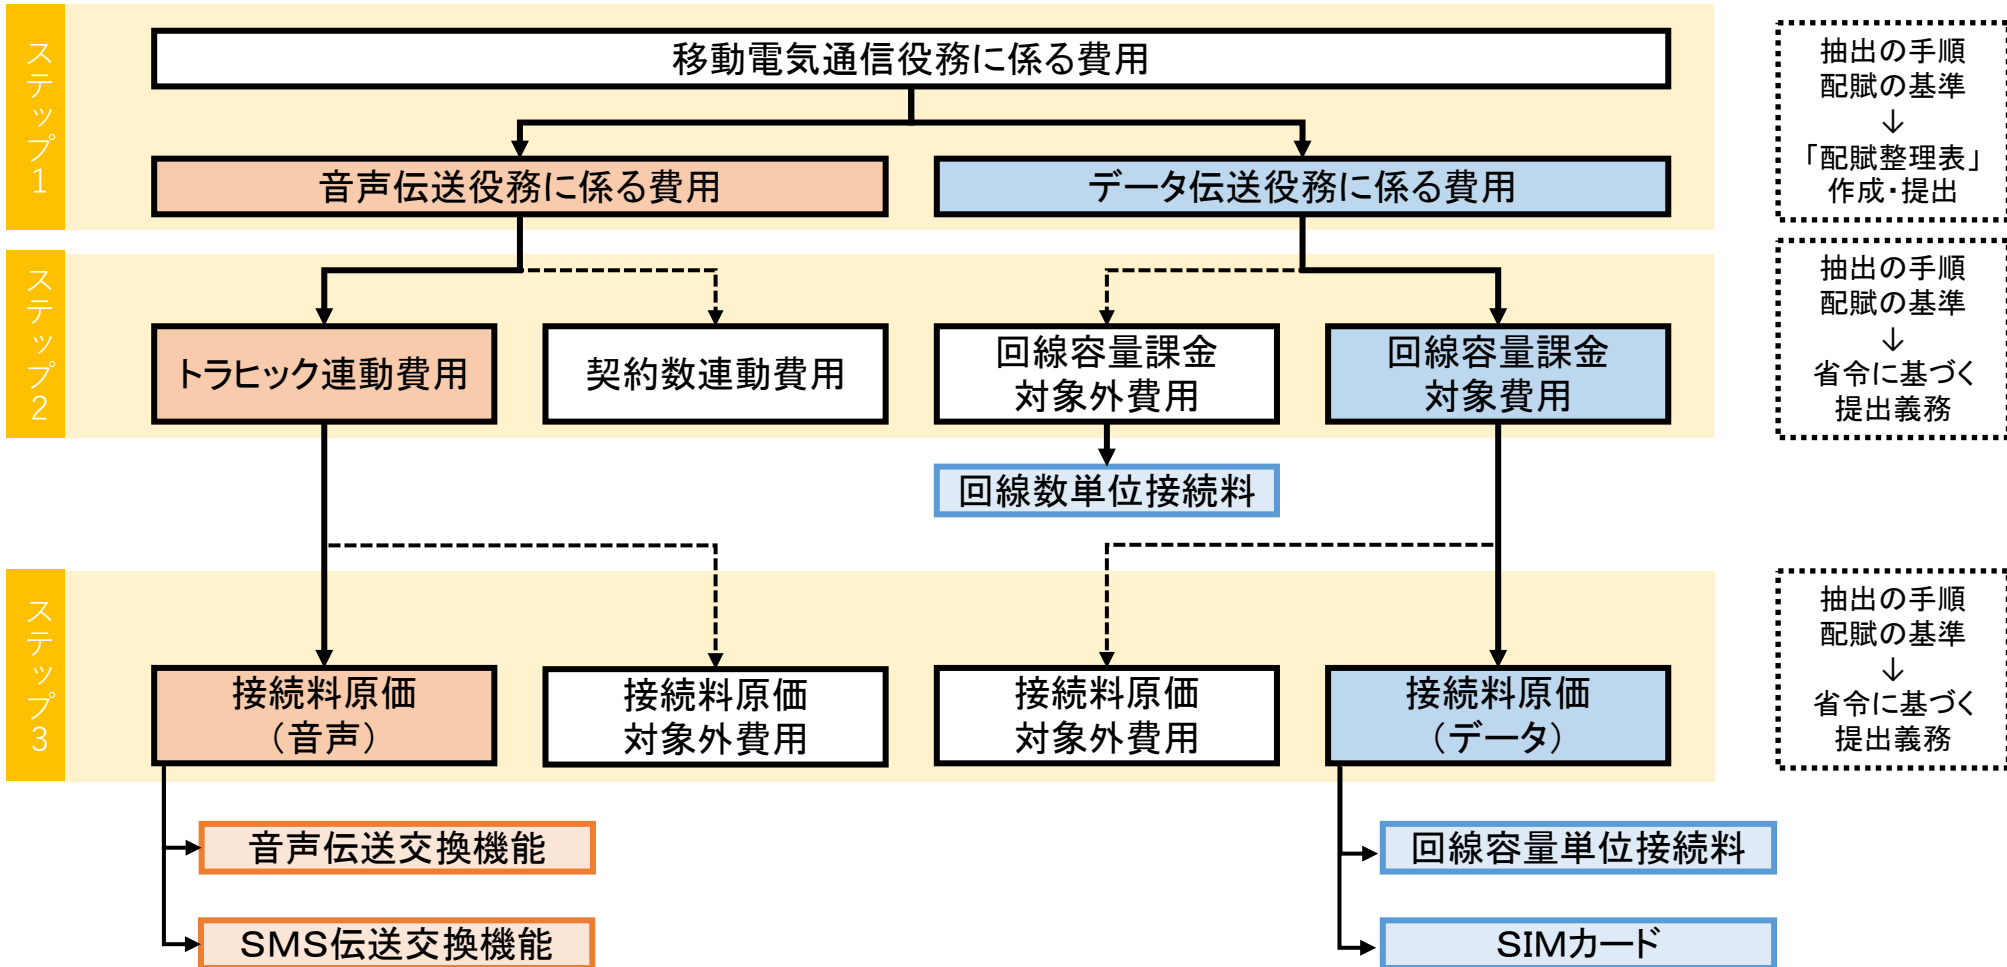 ステップ1
移動電気通信役務に係る費用
音声伝送役務に係る費用
データ伝送役務に係る費用
抽出の手順
配賦の基準
↓
「配賦整理表」
作成・提出
ステップ2
トラヒック連動費用
契約数連動費用
回線容量課金
対象外費用
回線容量課金
対象費用
回線数単位接続料
抽出の手順
配賦の基準
↓
省令に基づく
提出義務
ステップ3
接続料原価
（音声）
接続料原価
対象外費用
接続料原価
対象外費用
接続料原価
（データ）
抽出の手順
配賦の基準
↓
省令に基づく
提出義務
音声伝送交換機能
SMS伝送交換機能
回線容量単位接続料
SIMカード